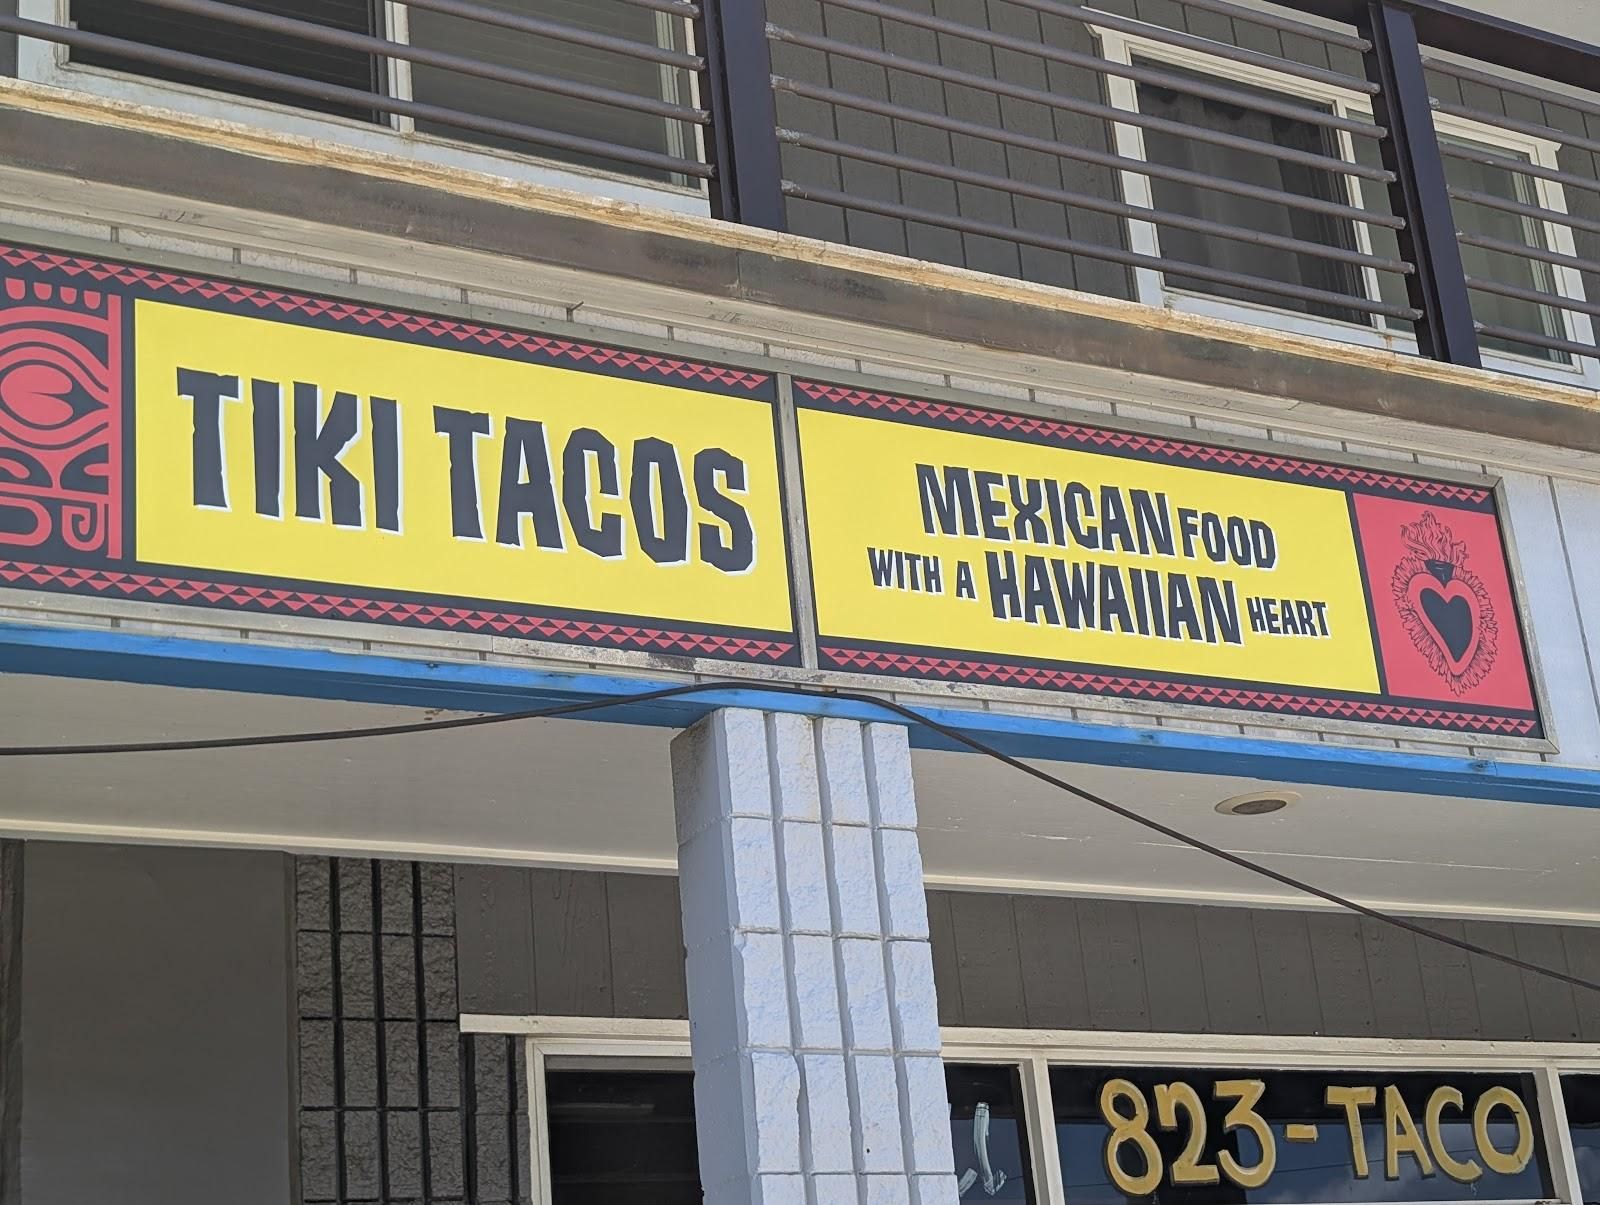 TIKI TACOS
MEXICAN FOOD
WITH A HAWAIIAN HEART
823-TACO